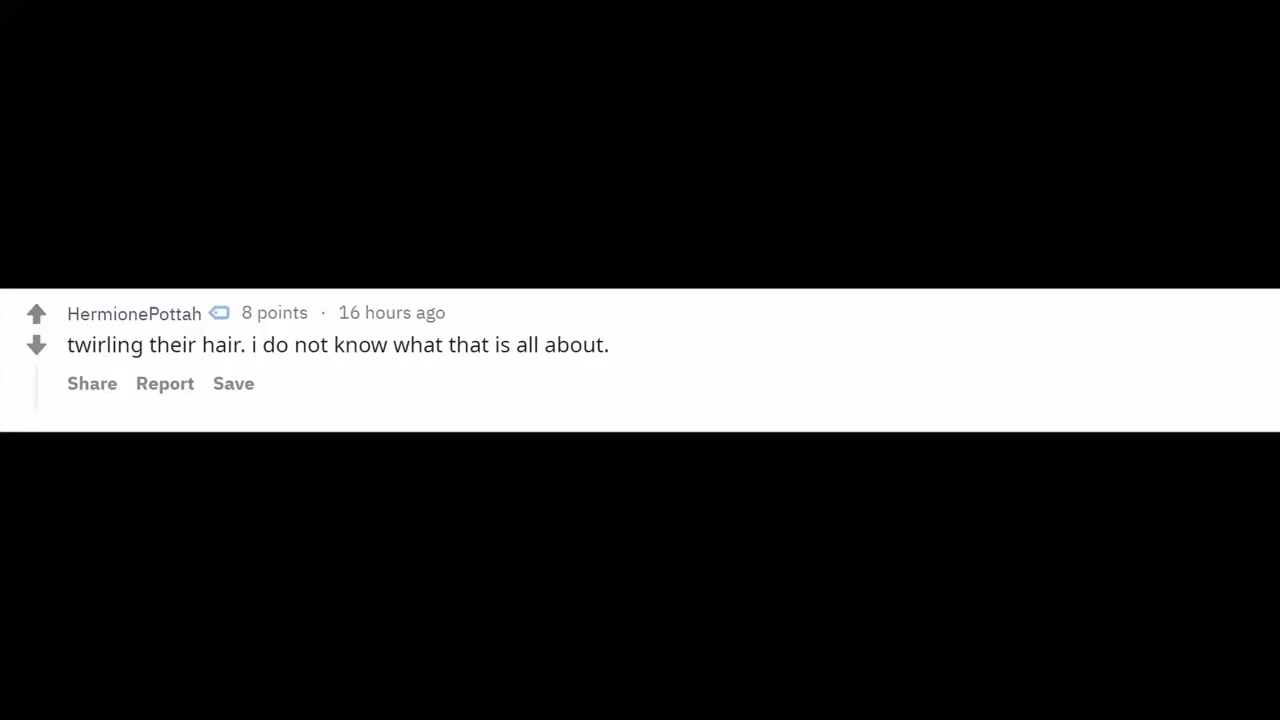 HermionePottah 8 points · 16 hours ago
twirling their hair. i do not know what that is all about.
Share Report Save